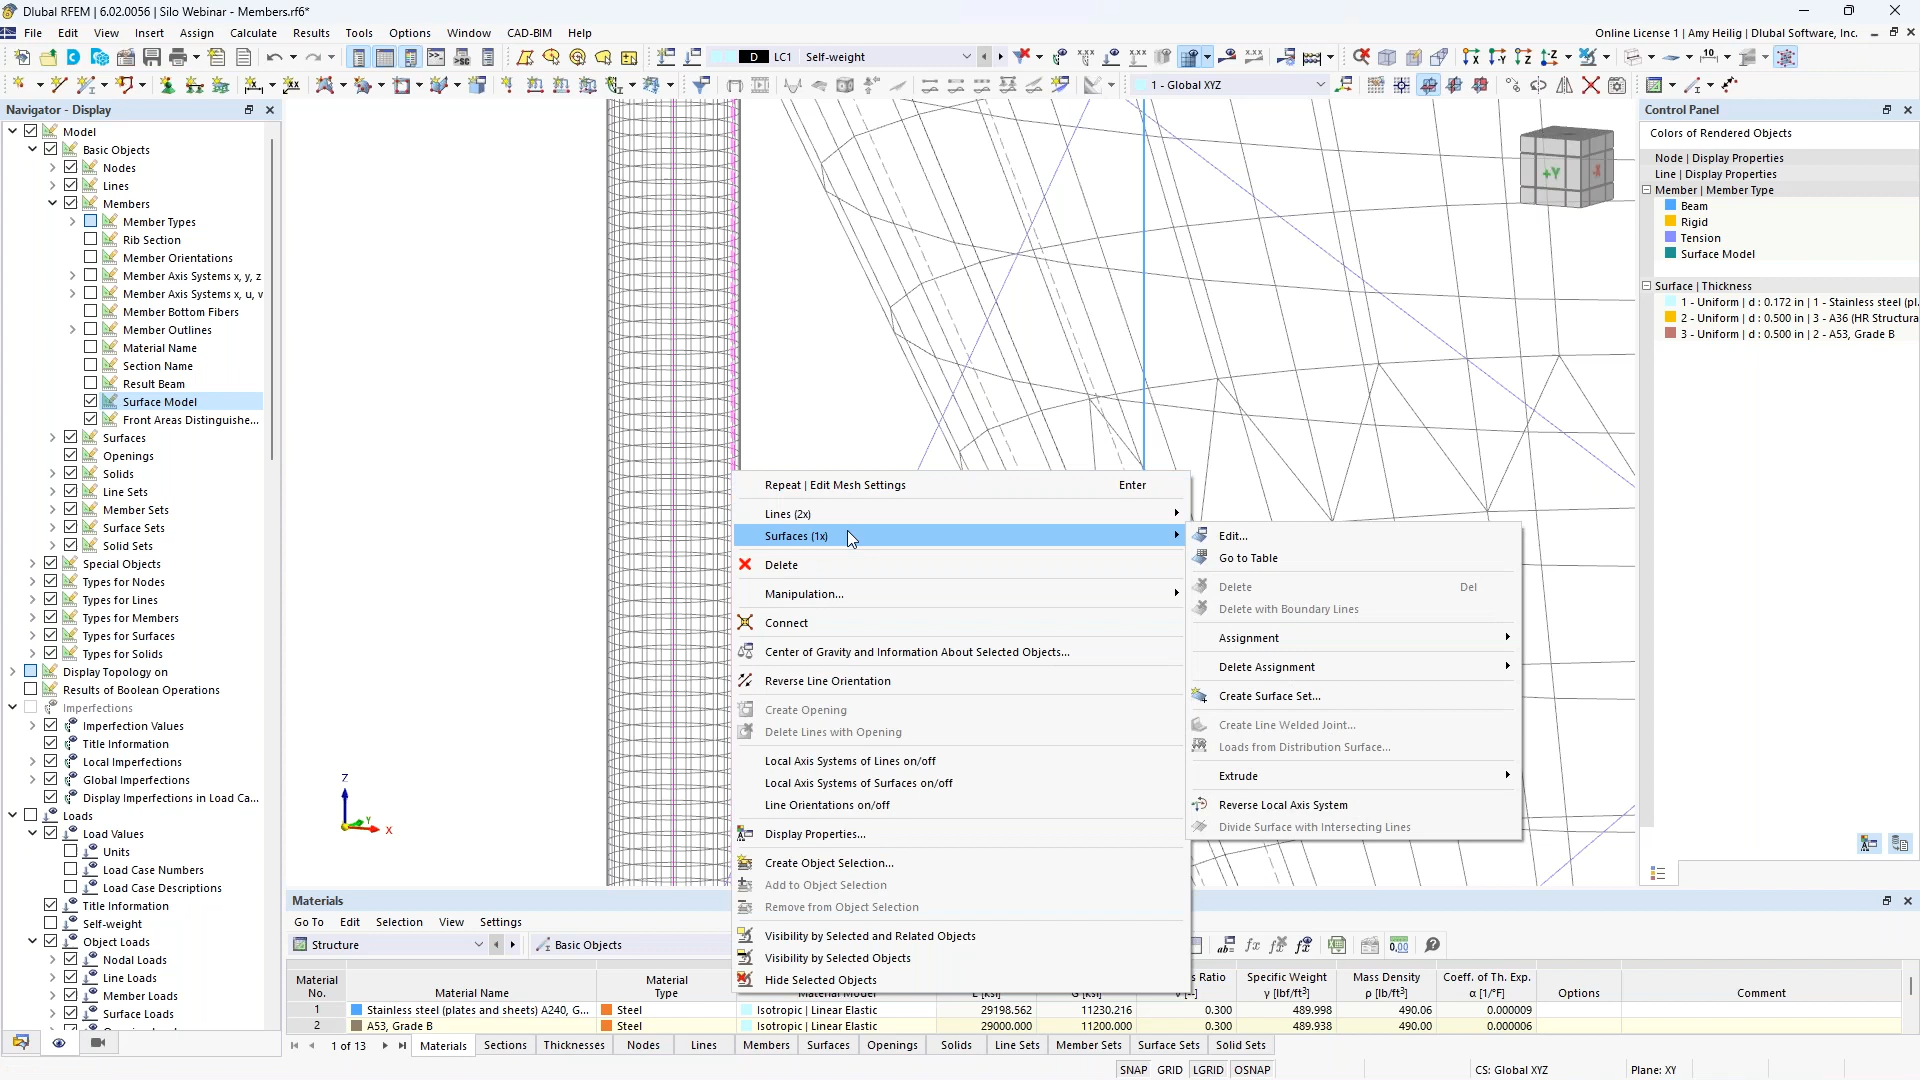 Dlubal RFEM | 6.02.0056 | Silo Webinar - Members.rf6*
File Edit View Insert Assign Calculate Results Tools Options Window CAD-BIM Help
Online License 1 | Amy Heilig | Dlubal Software, Inc.
D LC1 Self-weight
1 - Global XYZ
Navigator - Display
Model
Basic Objects
Nodes
Lines
Members
Member Types
Rib Section
Member Orientations
Member Axis Systems x, y, z
Member Axis Systems x, u, v
Member Bottom Fibers
Member Outlines
Material Name
Section Name
Result Beam
Surface Model
Front Areas Distinguishe...
Surfaces
Openings
Solids
Line Sets
Member Sets
Surface Sets
Solid Sets
Special Objects
Types for Nodes
Types for Lines
Types for Members
Types for Surfaces
Types for Solids
Display Topology on
Results of Boolean Operations
Imperfections
Imperfection Values
Title Information
Local Imperfections
Global Imperfections
Display Imperfections in Load Ca...
Loads
Load Values
Units
Load Case Numbers
Load Case Descriptions
Title Information
Self-weight
Object Loads
Nodal Loads
Line Loads
Member Loads
Surface Loads
Z
Y
X
+Y
-X
Repeat | Edit Mesh Settings Enter
Lines (2x)
Surfaces (1x)
Delete
Manipulation...
Connect
Center of Gravity and Information About Selected Objects...
Reverse Line Orientation
Create Opening
Delete Lines with Opening
Local Axis Systems of Lines on/off
Local Axis Systems of Surfaces on/off
Line Orientations on/off
Display Properties...
Create Object Selection...
Add to Object Selection
Remove from Object Selection
Visibility by Selected and Related Objects
Visibility by Selected Objects
Hide Selected Objects
Edit...
Go to Table
Delete Del
Delete with Boundary Lines
Assignment
Delete Assignment
Create Surface Set...
Create Line Welded Joint...
Loads from Distribution Surface...
Extrude
Reverse Local Axis System
Divide Surface with Intersecting Lines
Control Panel
Colors of Rendered Objects
Node | Display Properties
Line | Display Properties
Member | Member Type
Beam
Rigid
Tension
Surface Model
Surface | Thickness
1 - Uniform | d : 0.172 in | 1 - Stainless steel (pl.
2 - Uniform | d : 0.500 in | 3 - A36 (HR Structura
3 - Uniform | d : 0.500 in | 2 - A53, Grade B
Materials
Go To Edit Selection View Settings
Structure Basic Objects
Material No. Material Name Material Type Material Model s Ratio Specific Weight γ [lbf/ft³] Mass Density ρ [lb/ft³] Coeff. of Th. Exp. α [1/°F] Options Comment
1 Stainless steel (plates and sheets) A240, G... Steel Isotropic | Linear Elastic 29198.562 11230.216 0.300 489.998 490.06 0.000009
2 A53, Grade B Steel Isotropic | Linear Elastic 29000.000 11200.000 0.300 489.938 490.00 0.000006
1 of 13 Materials Sections Thicknesses Nodes Lines Members Surfaces Openings Solids Line Sets Member Sets Surface Sets Solid Sets
SNAP GRID LGRID OSNAP CS: Global XYZ Plane: XY